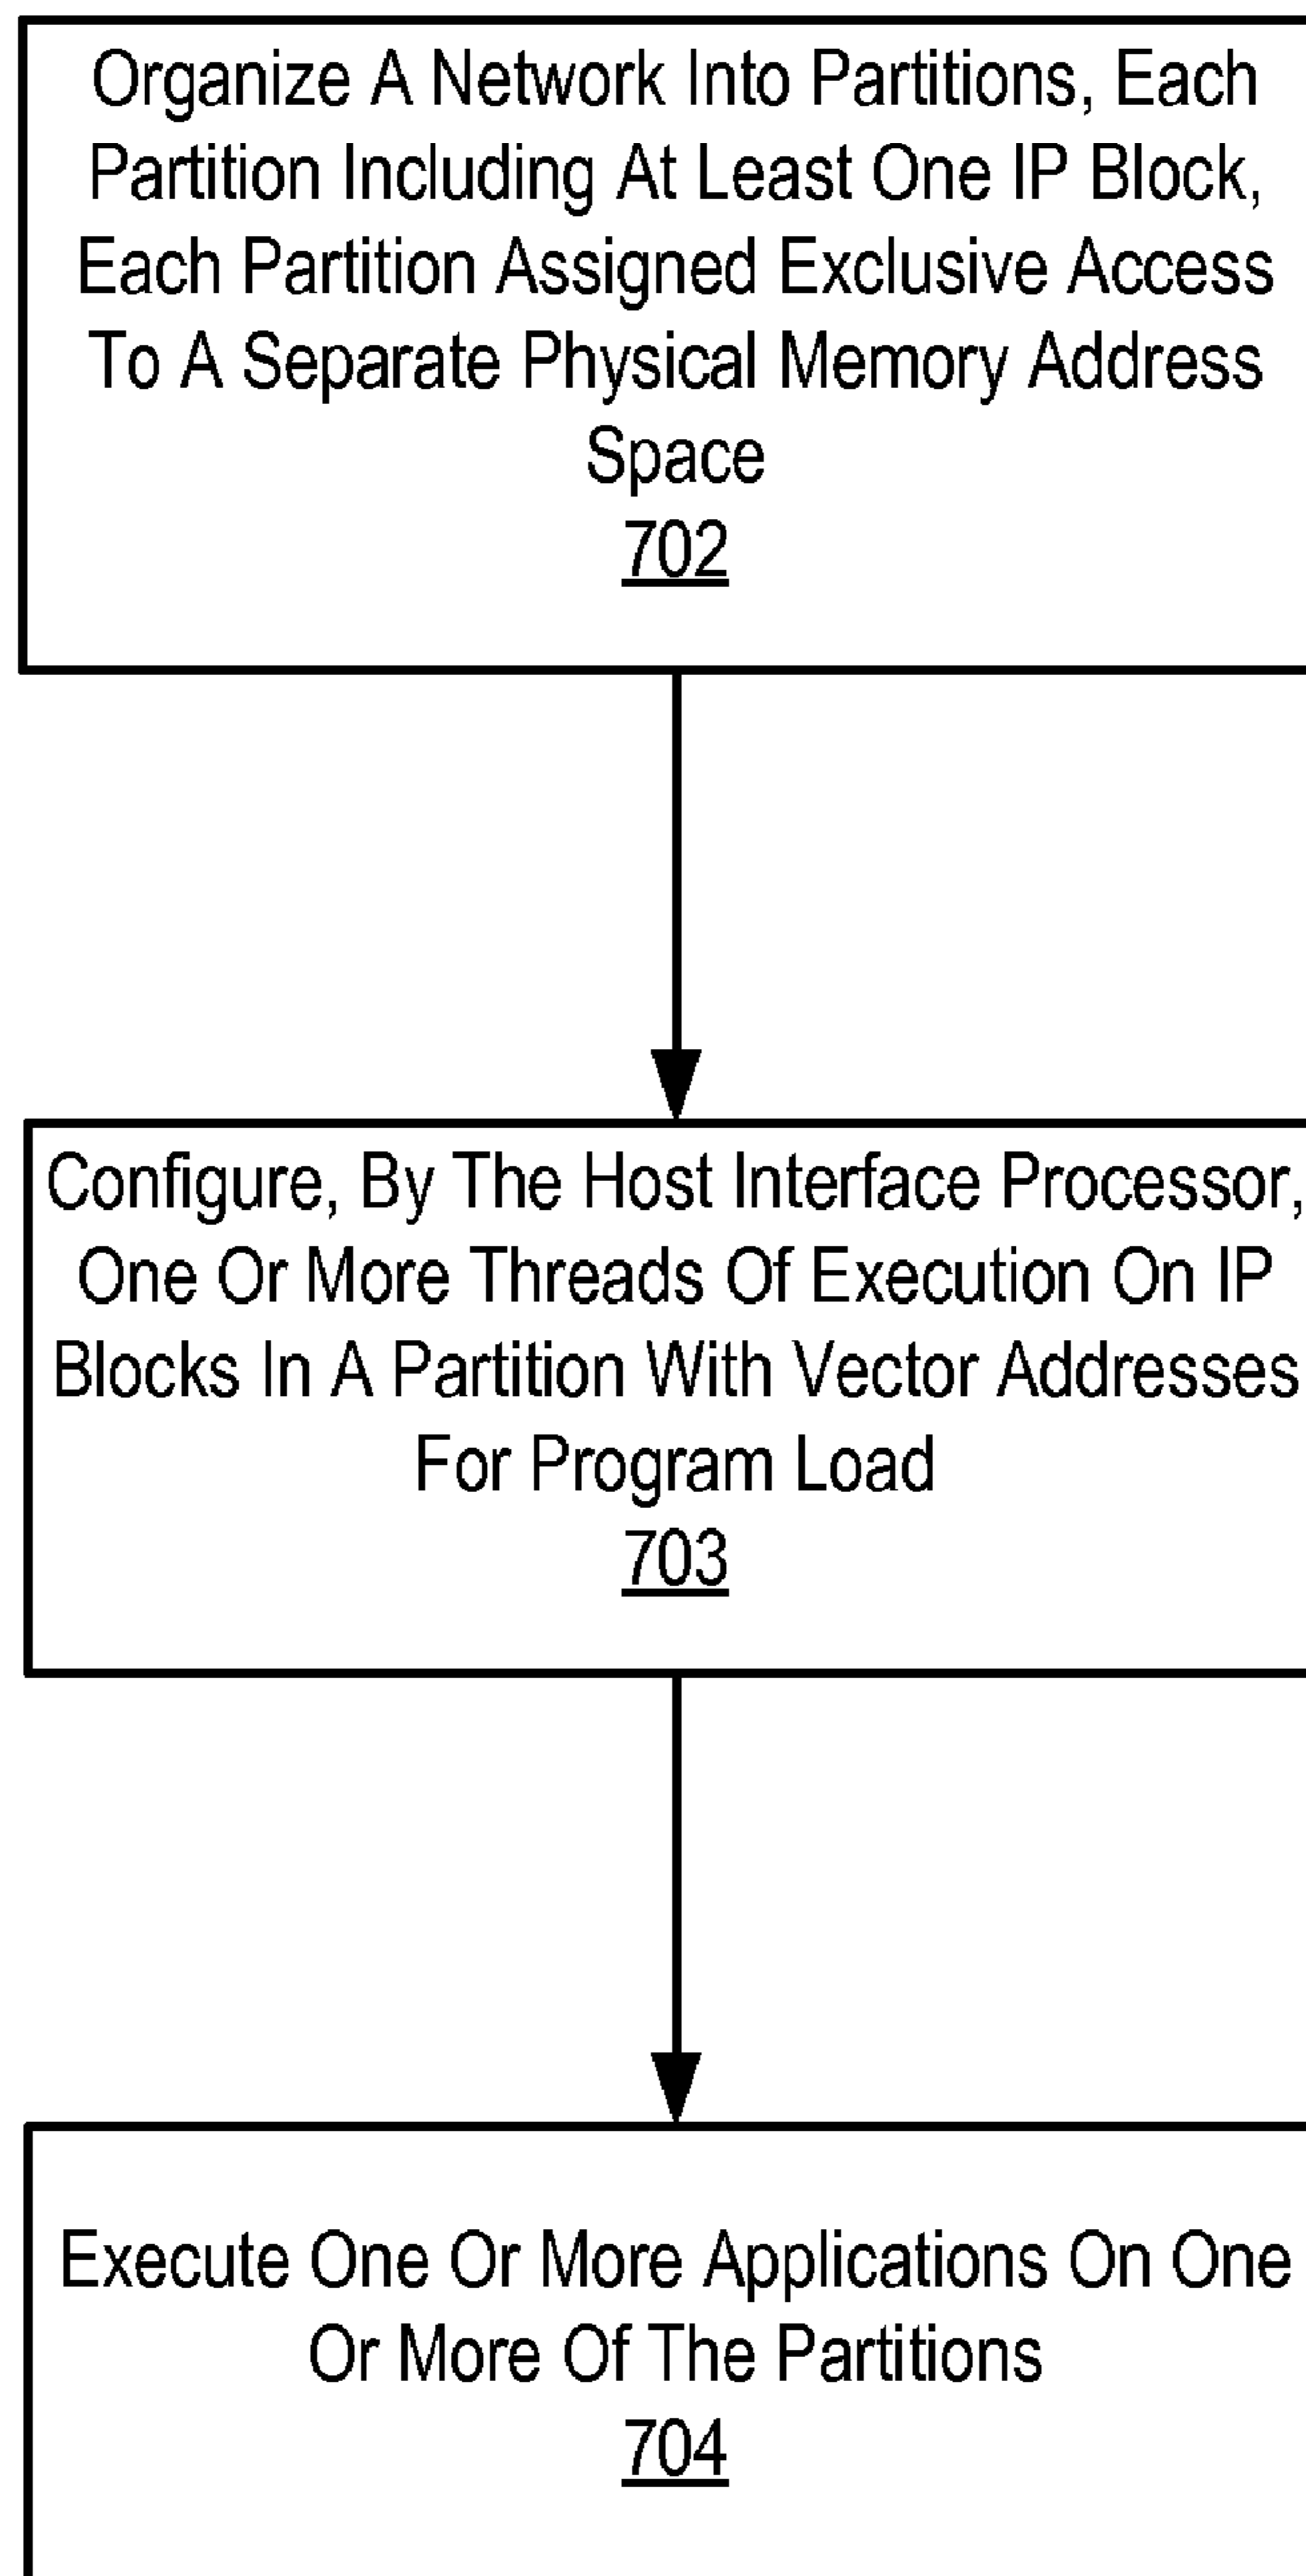 Organize A Network Into Partitions, Each
Partition Including At Least One IP Block,
Each Partition Assigned Exclusive Access
To A Separate Physical Memory Address
Space
702
Configure, By The Host Interface Processor,
One Or More Threads Of Execution On IP
Blocks In A Partition With Vector Addresses
For Program Load
703
Execute One Or More Applications On One
Or More Of The Partitions
704